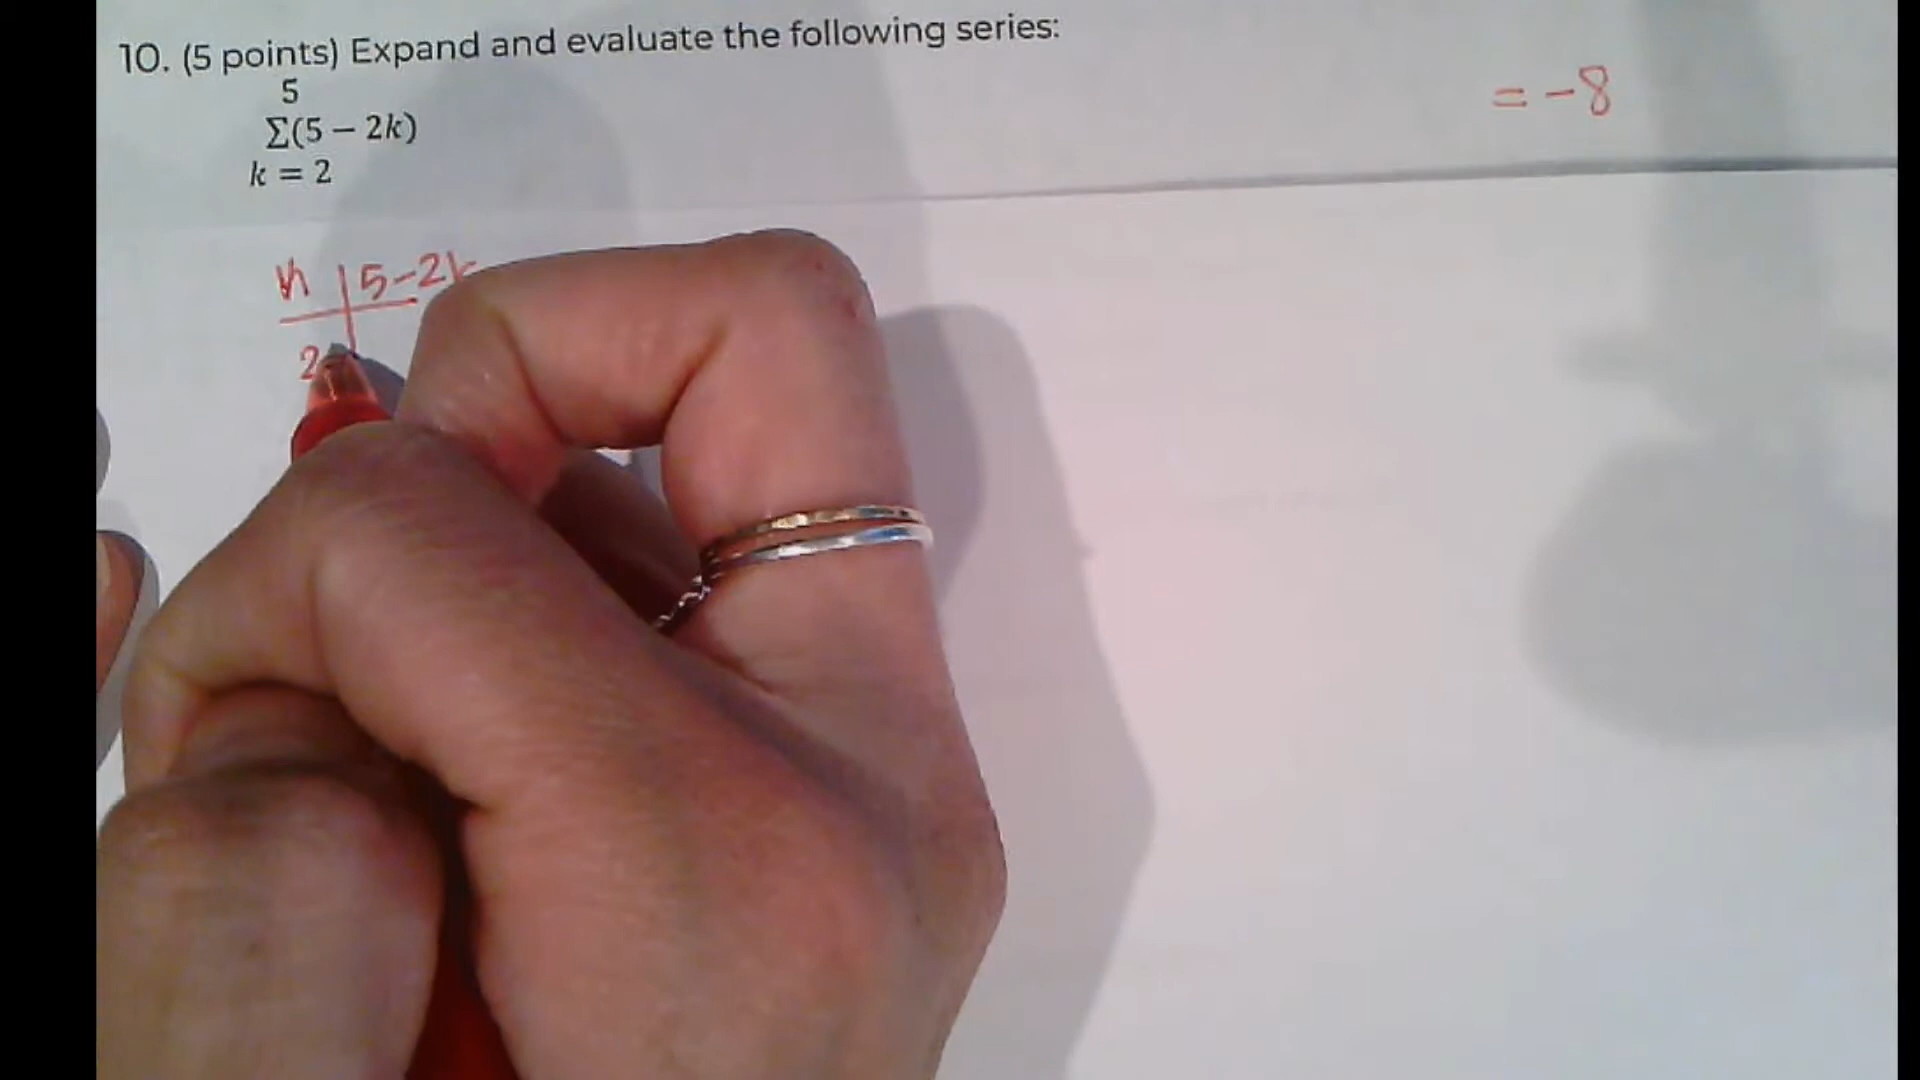 10. (5 points) Expand and evaluate the following series:
5
Σ(5 – 2k)
k = 2
= -8
k 5-2k
2